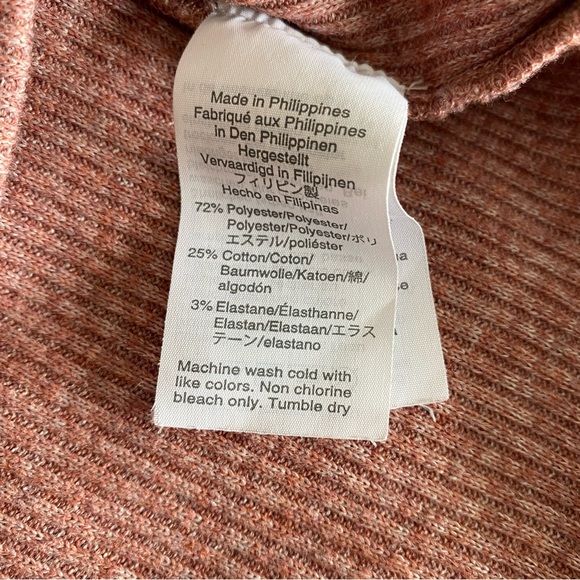 Made in Philippines
Fabriqué aux Philippines
In Den Philippinen
Hergestellt
Vervaardigd in Filipijnen
フィリピン製
Hecho en Filipinas
72% Polyester/Polyester/
Polyester/Polyester/ポリ
エステル/poliéster
25% Cotton/Coton/
Baumwolle/Katoen/綿/
algodón
3% Elastane/Élasthanne/
Elastan/Elastaan/エラス
テーン/elastano
Machine wash cold with
like colors. Non chlorine
bleach only. Tumble dry